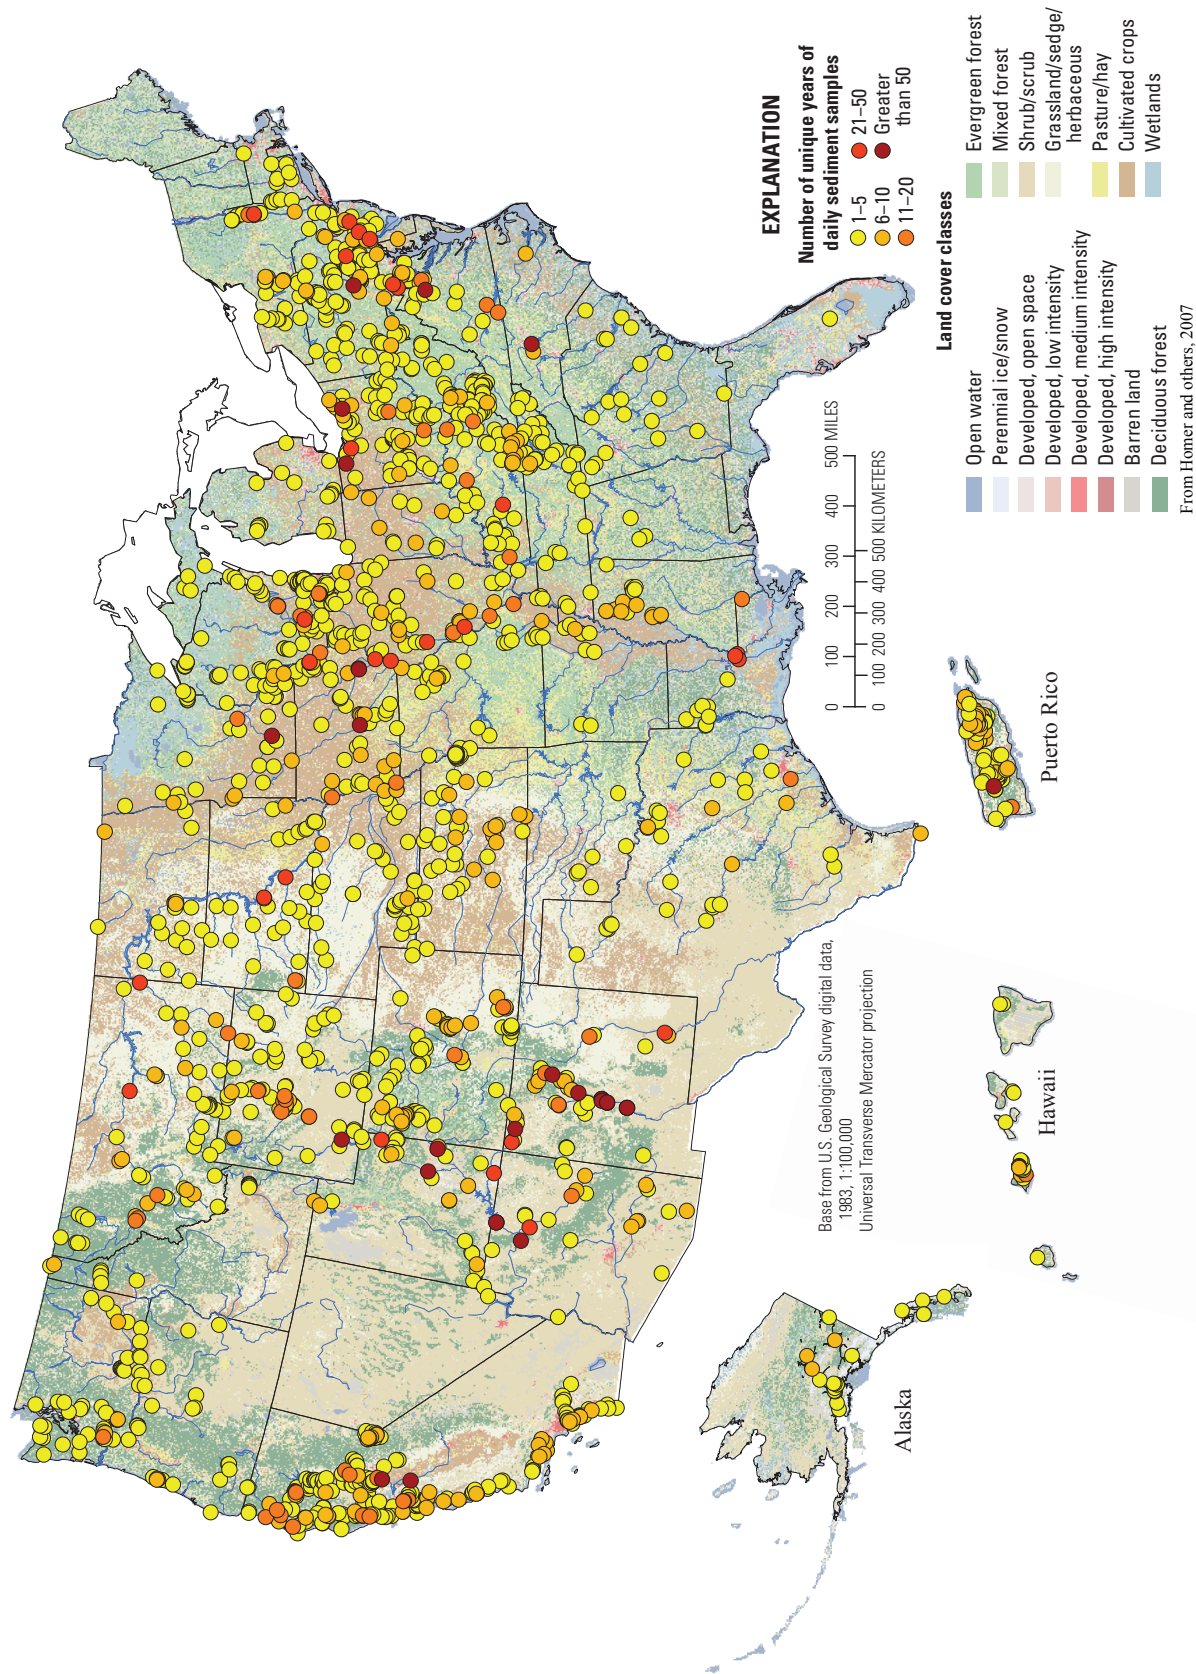 EXPLANATION
Number of unique years of
daily sediment samples
1–5
6–10
11–20
21–50
Greater
than 50
Land cover classes
Open water
Perennial ice/snow
Developed, open space
Developed, low intensity
Developed, medium intensity
Developed, high intensity
Barren land
Deciduous forest
Evergreen forest
Mixed forest
Shrub/scrub
Grassland/sedge/
herbaceous
Pasture/hay
Cultivated crops
Wetlands
From Homer and others, 2007
0 100 200 300 400 500 MILES
0 100 200 300 400 500 KILOMETERS
Base from U.S. Geological Survey digital data,
1983, 1:100,000
Universal Transverse Mercator projection
Alaska
Hawaii
Puerto Rico